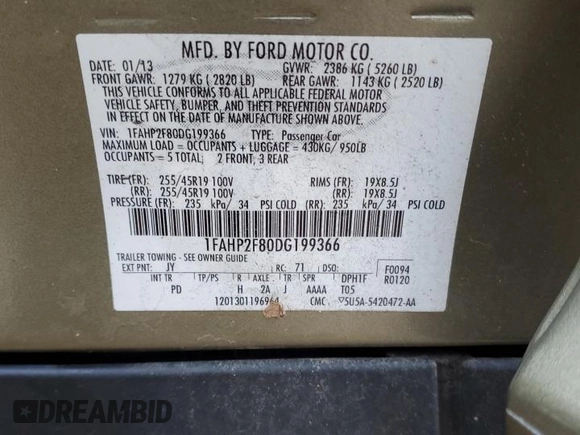 MFD. BY FORD MOTOR CO.
DATE: 01/13 GVWR: 2386 KG ( 5260 LB)
FRONT GAWR: 1279 KG ( 2820 LB) REAR GAWR: 1143 KG ( 2520 LB)
THIS VEHICLE CONFORMS TO ALL APPLICABLE FEDERAL MOTOR
VEHICLE SAFETY, BUMPER, AND THEFT PREVENTION STANDARDS
IN EFFECT ON THE DATE OF MANUFACTURE SHOWN ABOVE.
VEHICLE: VIN: 1FAHP2F80DG199366 TYPE: Passenger Car
MAXIMUM LOAD = OCCUPANTS + LUGGAGE = 430KG/ 950LB
OCCUPANTS = 5 TOTAL; 2 FRONT, 3 REAR
TIRE (FR): 255/45R19 100V RIMS (FR): 19X8.5J
(RR): 255/45R19 100V (RR): 19X8.5J
PRESSURE (FR): 235 kPa/ 34 PSI COLD (RR): 235 kPa/ 34 PSI COLD
1FAHP2F80DG199366
TRAILER TOWING - SEE OWNER GUIDE
EXT PNT: JY RC: 71 DSO: F0094
INT TR TP/PS R AXLE TR SPR DPH1F R0120
PD H 2A J AAAA T05
1201301196964 CMC ▽5U5A-5420472-AA
DREAMBID